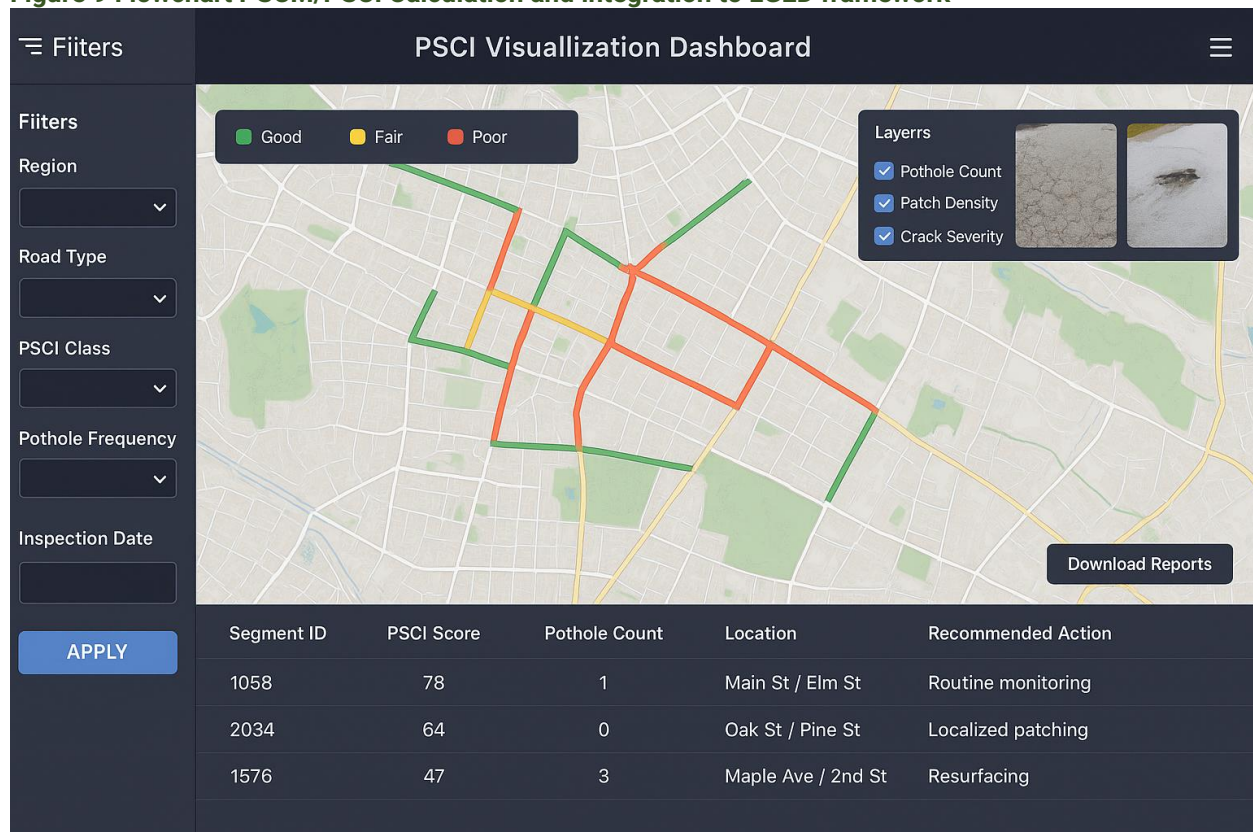 Fiiters
PSCI Visuallization Dashboard
Fiiters
Region
Road Type
PSCI Class
Pothole Frequency
Inspection Date
APPLY
Good
Fair
Poor
Layerrs
Pothole Count
Patch Density
Crack Severity
Download Reports
Segment ID PSCI Score Pothole Count Location Recommended Action
1058 78 1 Main St / Elm St Routine monitoring
2034 64 0 Oak St / Pine St Localized patching
1576 47 3 Maple Ave / 2nd St Resurfacing